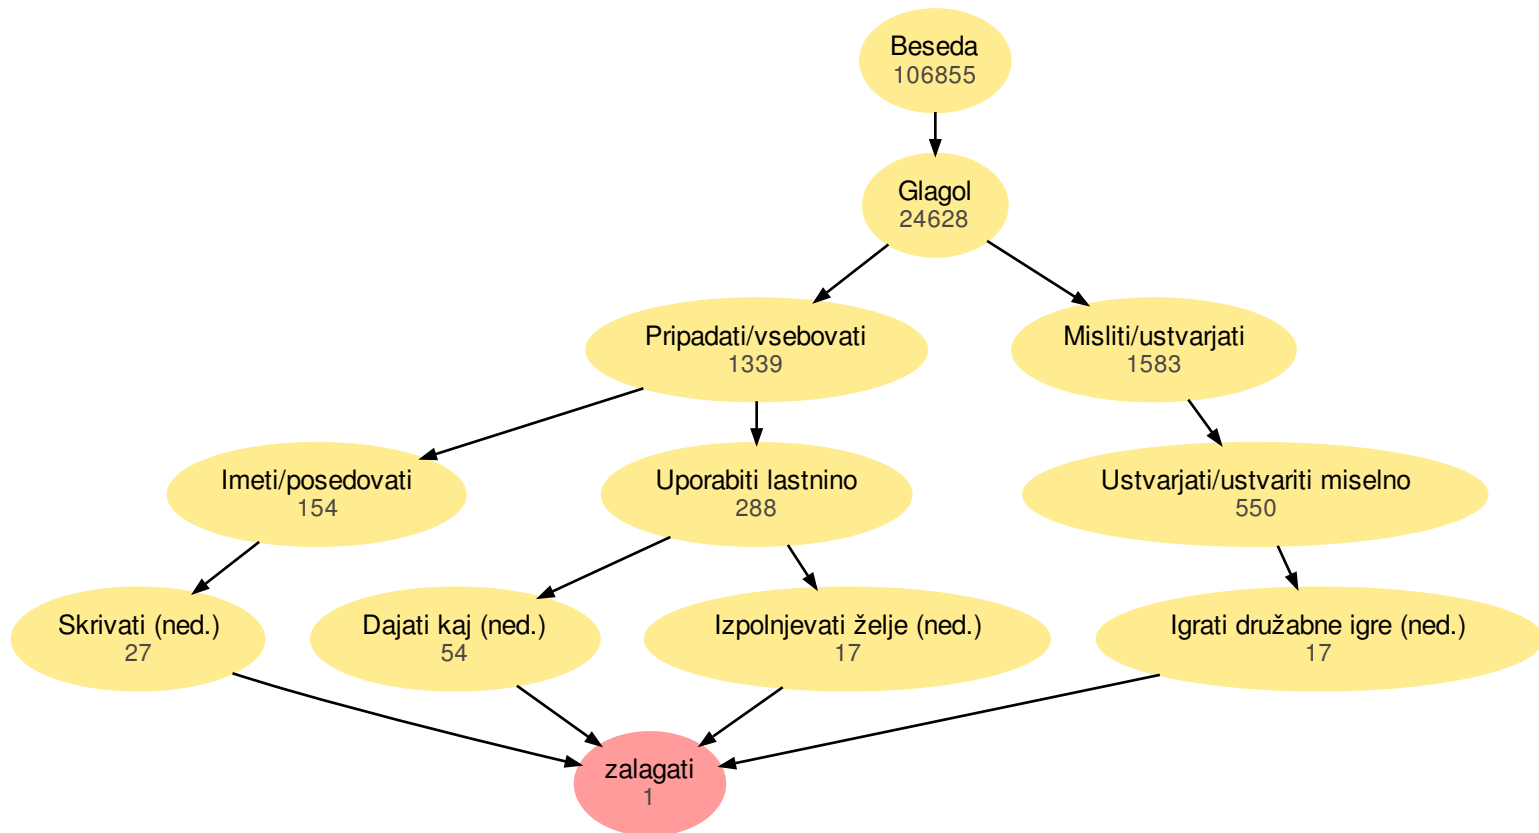 Beseda
106855
Glagol
24628
Pripadati/vsebovati
1339
Misliti/ustvarjati
1583
Imeti/posedovati
154
Uporabiti lastnino
288
Ustvarjati/ustvariti miselno
550
Skrivati (ned.)
27
Dajati kaj (ned.)
54
Izpolnjevati želje (ned.)
17
Igrati družabne igre (ned.)
17
zalagati
1